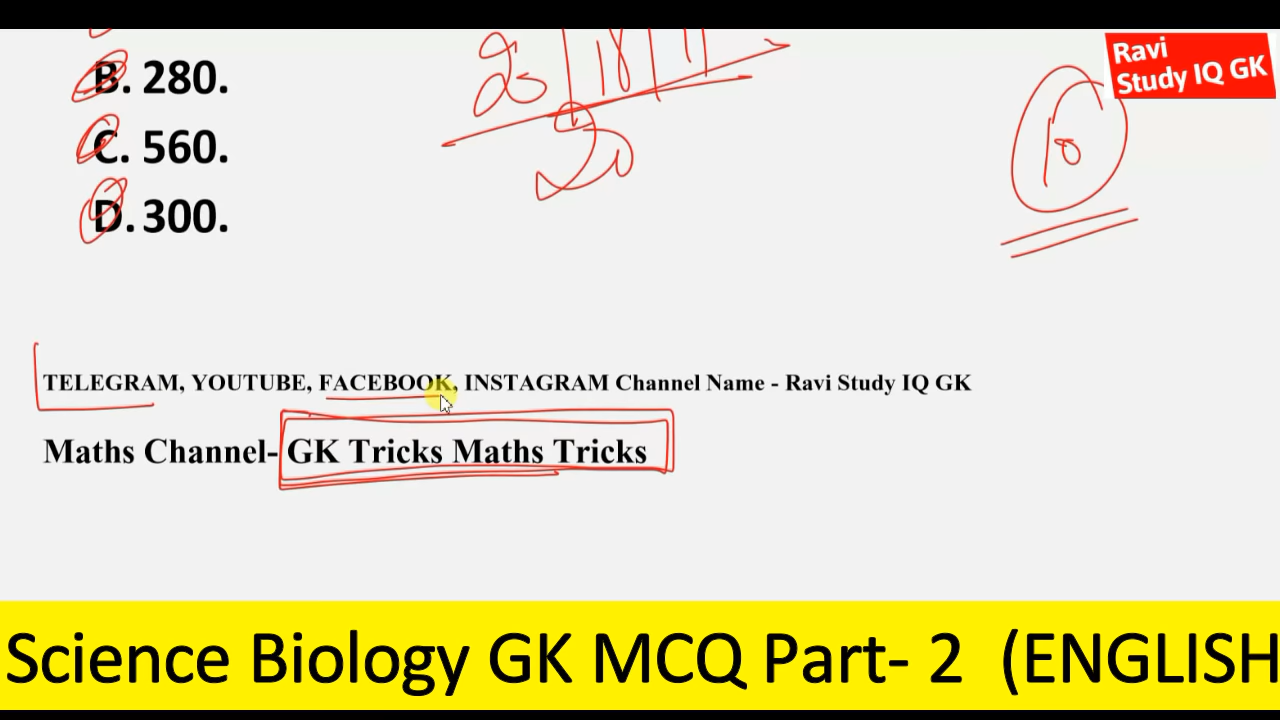 Ravi
Study IQ GK
B. 280.
C. 560.
D. 300.
TELEGRAM, YOUTUBE, FACEBOOK, INSTAGRAM Channel Name - Ravi Study IQ GK
Maths Channel- GK Tricks Maths Tricks
Science Biology GK MCQ Part- 2 (ENGLISH